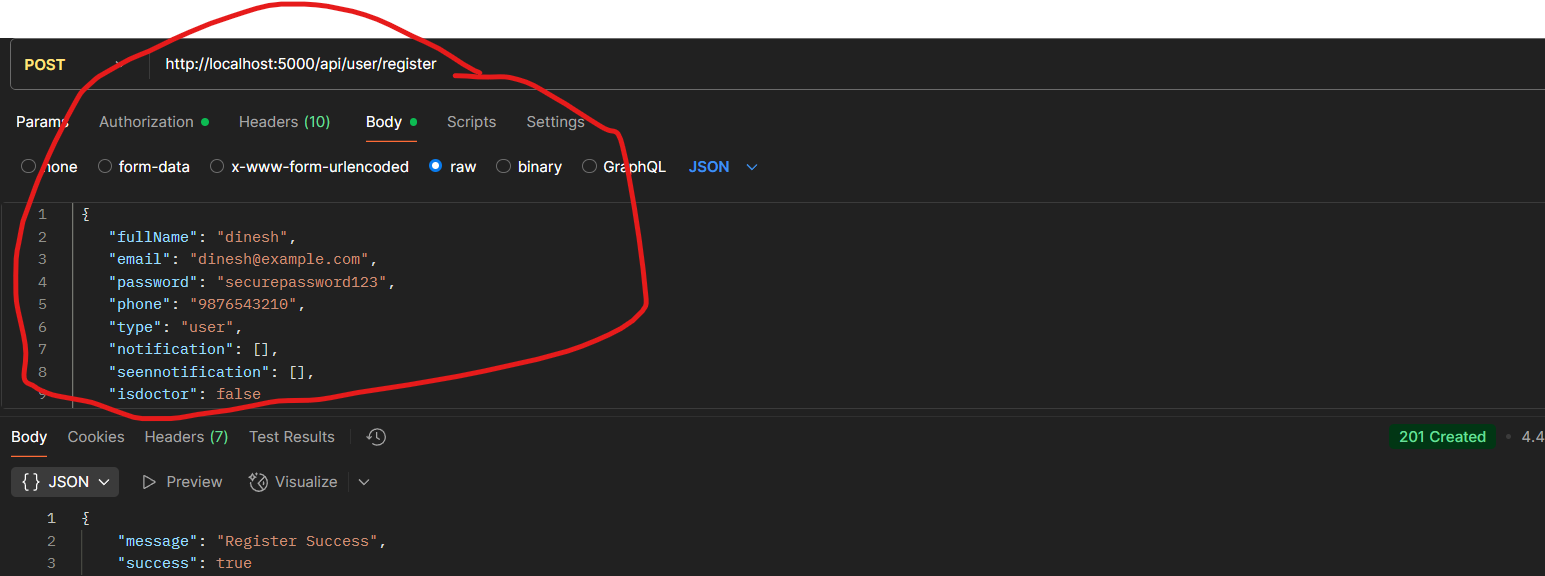 POST http://localhost:5000/api/user/register
Params Authorization Headers (10) Body Scripts Settings
none form-data x-www-form-urlencoded raw binary GraphQL JSON
1 {
2 "fullName": "dinesh",
3 "email": "dinesh@example.com",
4 "password": "securepassword123",
5 "phone": "9876543210",
6 "type": "user",
7 "notification": [],
8 "seennotification": [],
9 "isdoctor": false
Body Cookies Headers (7) Test Results 201 Created • 4.4
{} JSON Preview Visualize
1 {
2 "message": "Register Success",
3 "success": true